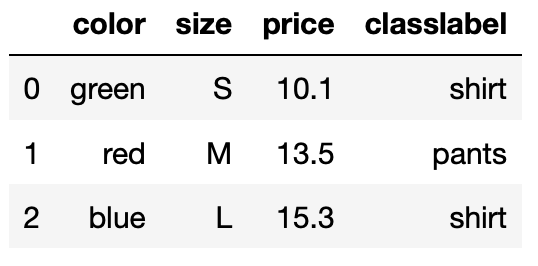 color size price classlabel
0 green S 10.1 shirt
1 red M 13.5 pants
2 blue L 15.3 shirt